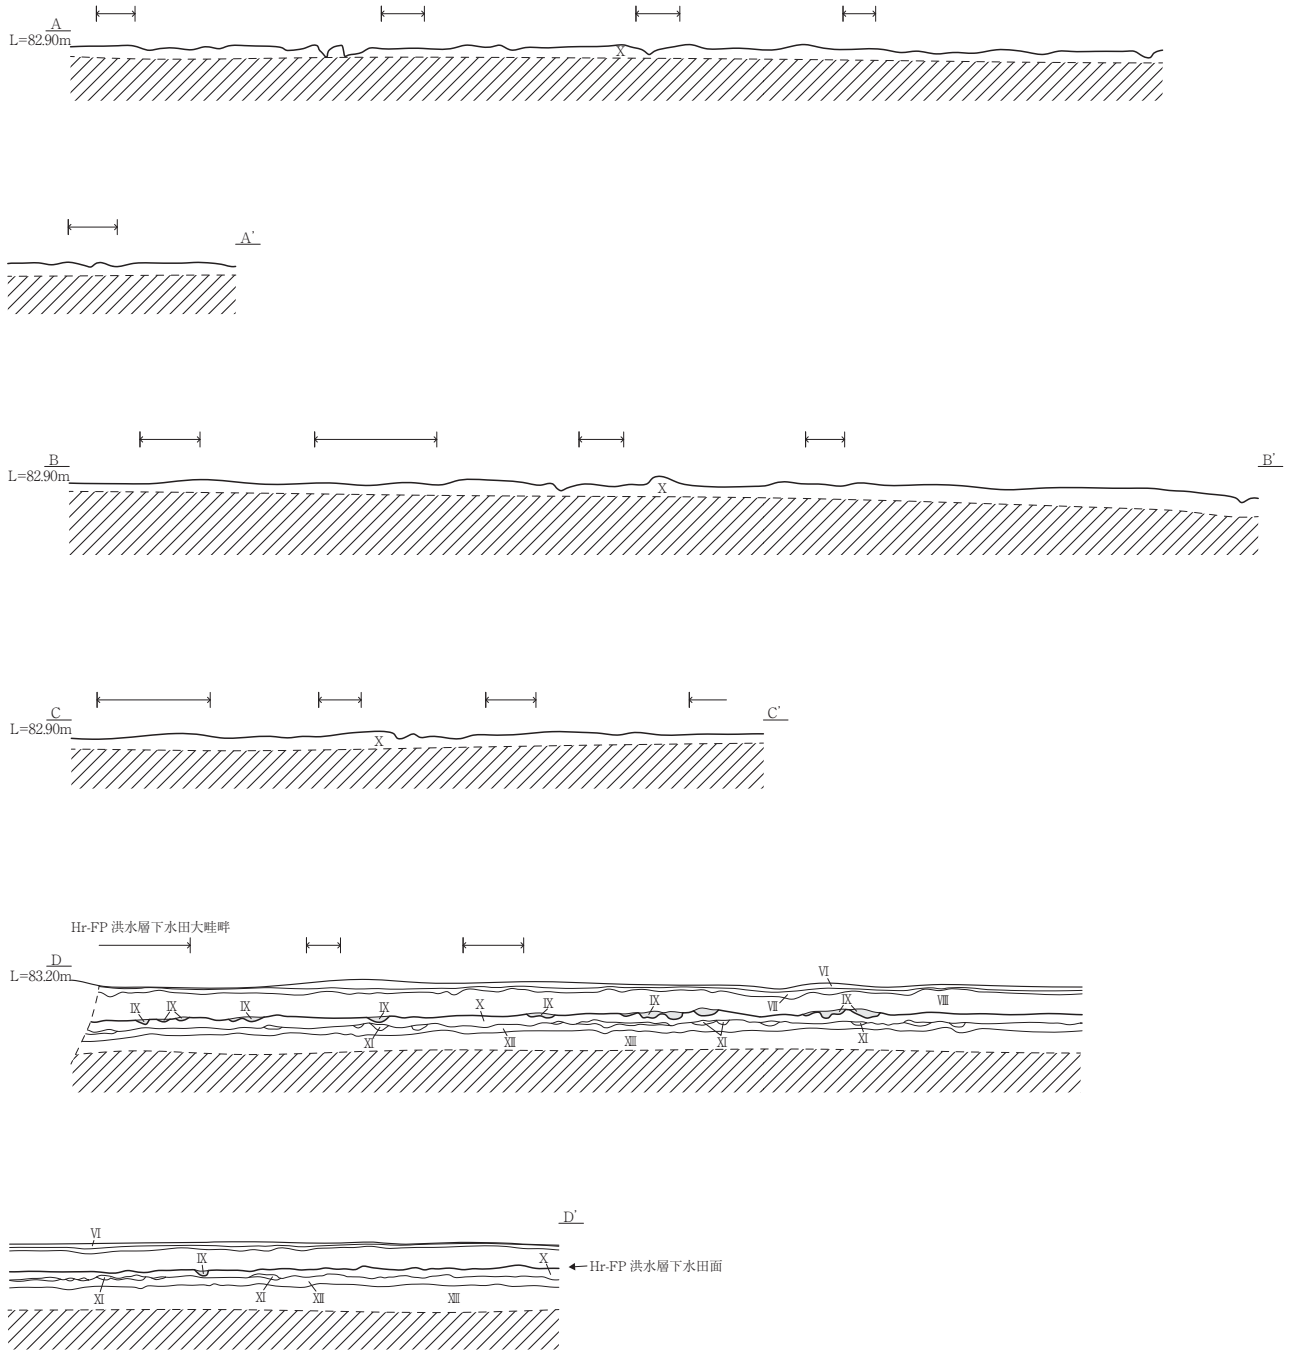 A
L=82.90m
X
A'
B
L=82.90m
X
B'
C
L=82.90m
X
C'
Hr-FP 洪水層下水田大畦畔
D
L=83.20m
Ⅵ
Ⅸ Ⅸ Ⅸ Ⅸ X Ⅸ Ⅸ Ⅶ Ⅸ Ⅷ
Ⅺ Ⅻ XIII Ⅺ Ⅺ
D'
Ⅵ
Ⅸ X
Hr-FP 洪水層下水田面
Ⅺ Ⅺ Ⅻ XIII